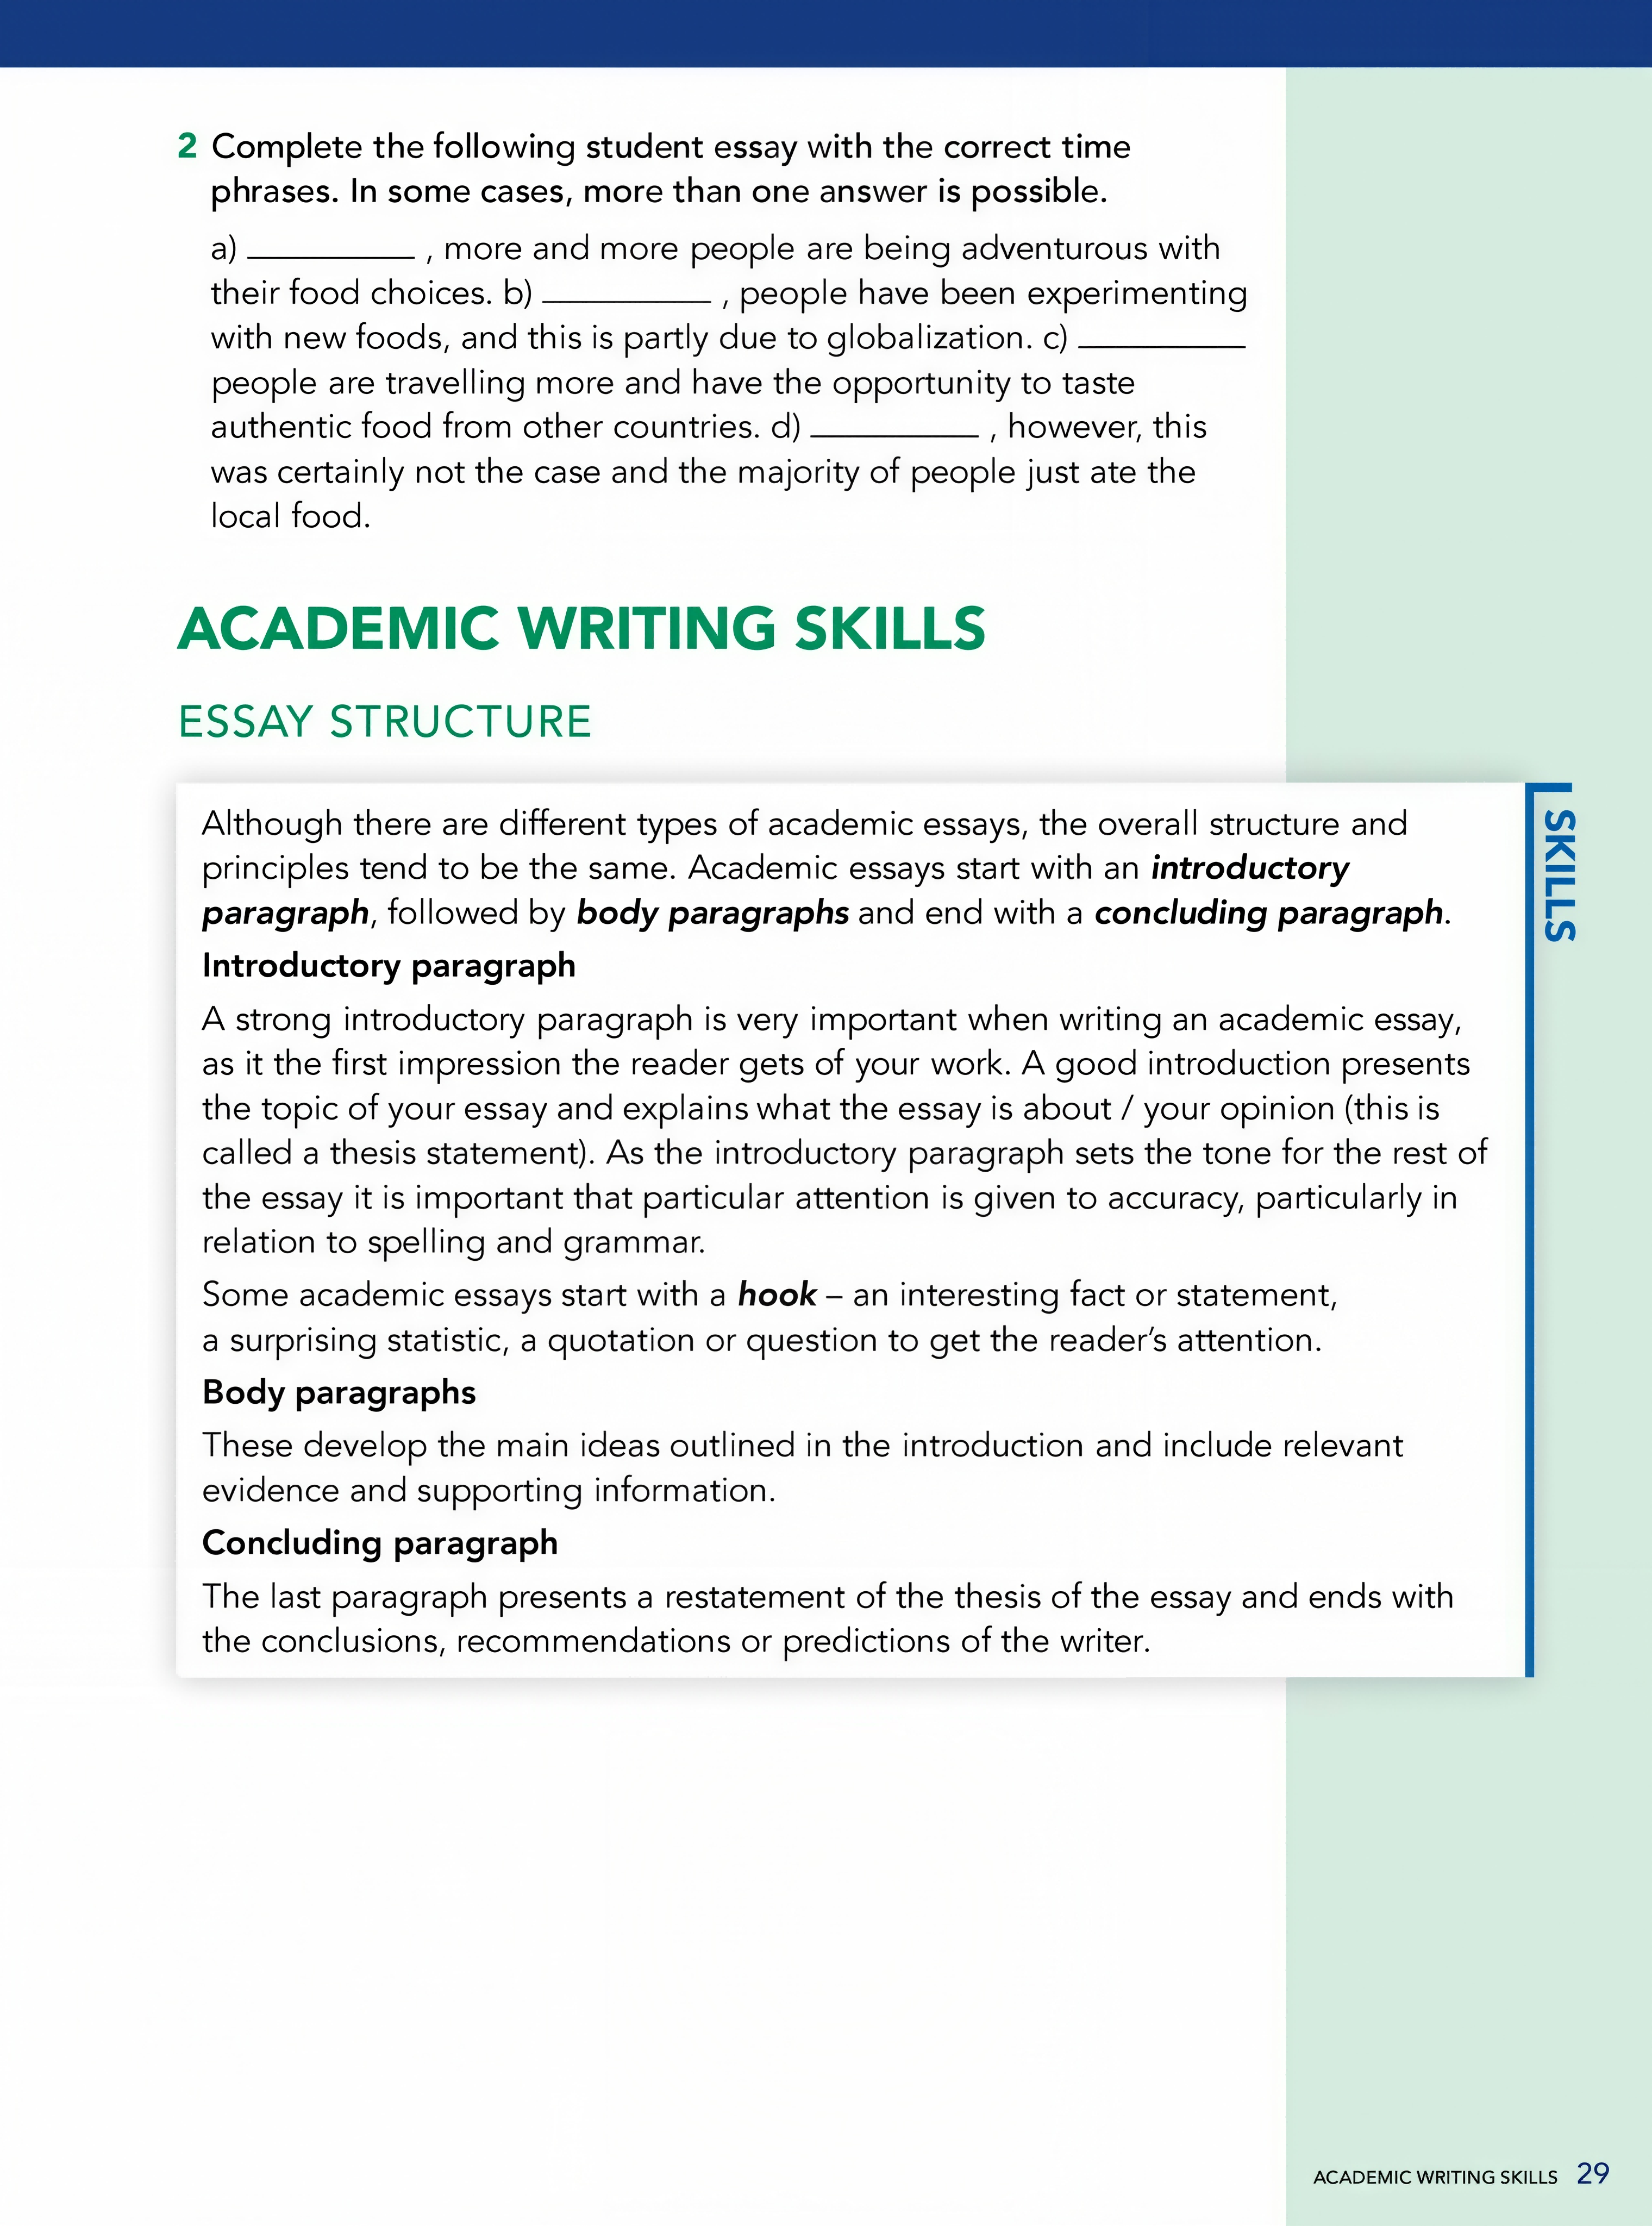 2 Complete the following student essay with the correct time
phrases. In some cases, more than one answer is possible.
a) __________ , more and more people are being adventurous with
their food choices. b) __________ , people have been experimenting
with new foods, and this is partly due to globalization. c) __________
people are travelling more and have the opportunity to taste
authentic food from other countries. d) __________ , however, this
was certainly not the case and the majority of people just ate the
local food.
ACADEMIC WRITING SKILLS
ESSAY STRUCTURE
SKILLS
Although there are different types of academic essays, the overall structure and
principles tend to be the same. Academic essays start with an introductory
paragraph, followed by body paragraphs and end with a concluding paragraph.
Introductory paragraph
A strong introductory paragraph is very important when writing an academic essay,
as it the first impression the reader gets of your work. A good introduction presents
the topic of your essay and explains what the essay is about / your opinion (this is
called a thesis statement). As the introductory paragraph sets the tone for the rest of
the essay it is important that particular attention is given to accuracy, particularly in
relation to spelling and grammar.
Some academic essays start with a hook – an interesting fact or statement,
a surprising statistic, a quotation or question to get the reader's attention.
Body paragraphs
These develop the main ideas outlined in the introduction and include relevant
evidence and supporting information.
Concluding paragraph
The last paragraph presents a restatement of the thesis of the essay and ends with
the conclusions, recommendations or predictions of the writer.
ACADEMIC WRITING SKILLS 29